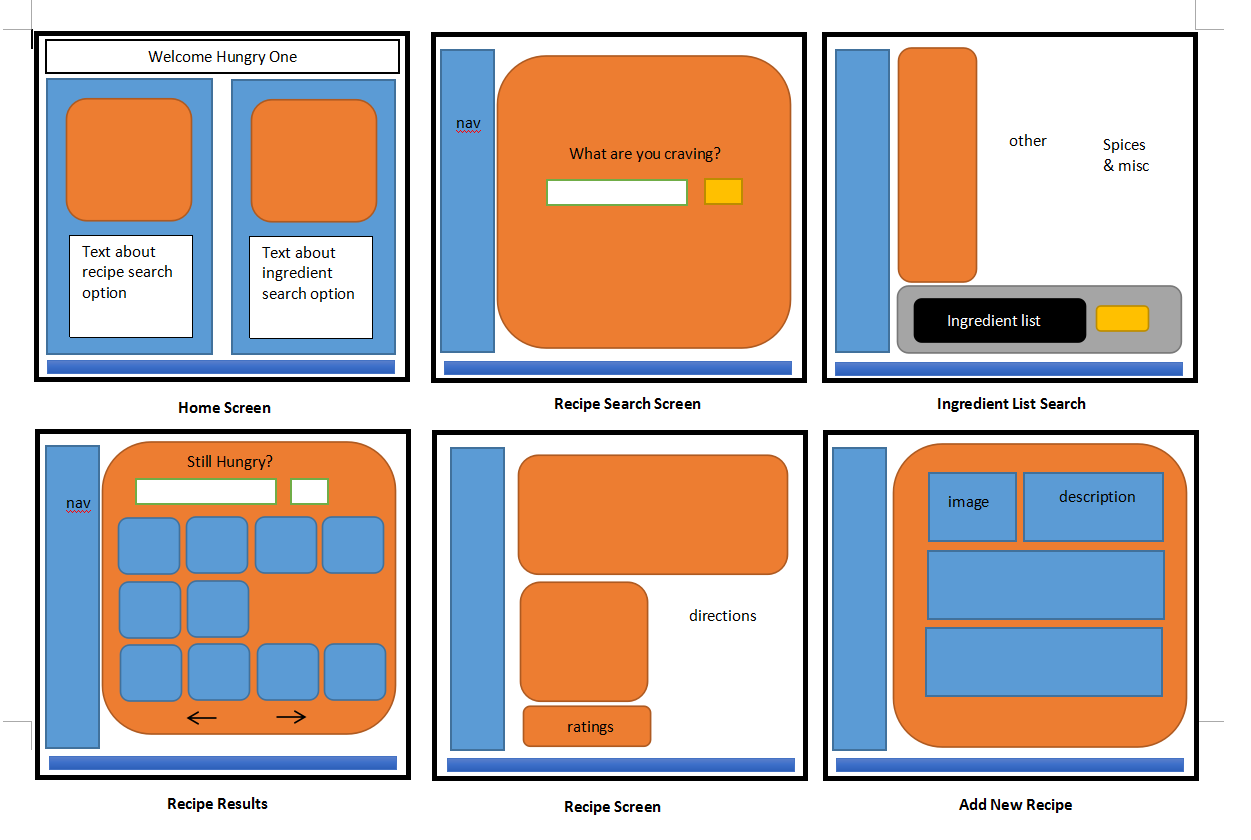 Welcome Hungry One
Text about
recipe search
option
Text about
ingredient
search option
Home Screen
nav
What are you craving?
Recipe Search Screen
other
Spices
& misc
Ingredient list
Ingredient List Search
Still Hungry?
nav
Recipe Results
directions
ratings
Recipe Screen
image
description
Add New Recipe